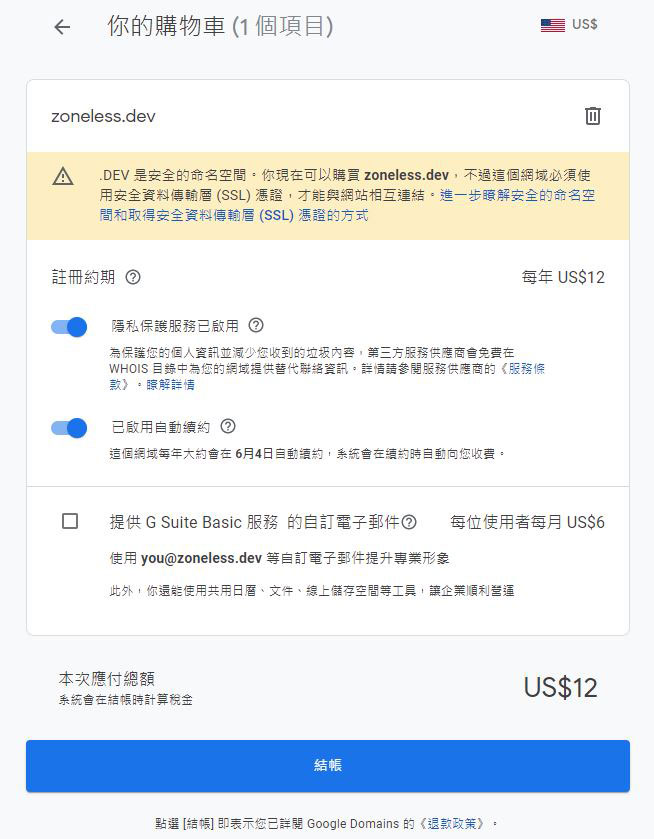 你的購物車 (1 個項目)
US$
zoneless.dev
.DEV 是安全的命名空間。你現在可以購買 zoneless.dev，不過這個網域必須使
用安全資料傳輸層 (SSL) 憑證，才能與網站相互連結。進一步瞭解安全的命名空
間和取得安全資料傳輸層 (SSL) 憑證的方式
註冊約期
每年 US$12
隱私保護服務已啟用
為保護您的個人資訊並減少您收到的垃圾內容，第三方服務供應商會免費在
WHOIS 目錄中為您的網域提供替代聯絡資訊。詳情請參閱服務供應商的《服務條
款》。瞭解詳情
已啟用自動續約
這個網域每年大約會在 6月4日自動續約，系統會在續約時自動向您收費。
提供 G Suite Basic 服務 的自訂電子郵件
每位使用者每月 US$6
使用 you@zoneless.dev 等自訂電子郵件提升專業形象
此外，你還能使用共用日曆、文件、線上儲存空間等工具，讓企業順利營運
本次應付總額
US$12
系統會在結帳時計算稅金
結帳
點選 [結帳] 即表示您已詳閱 Google Domains 的《退款政策》。